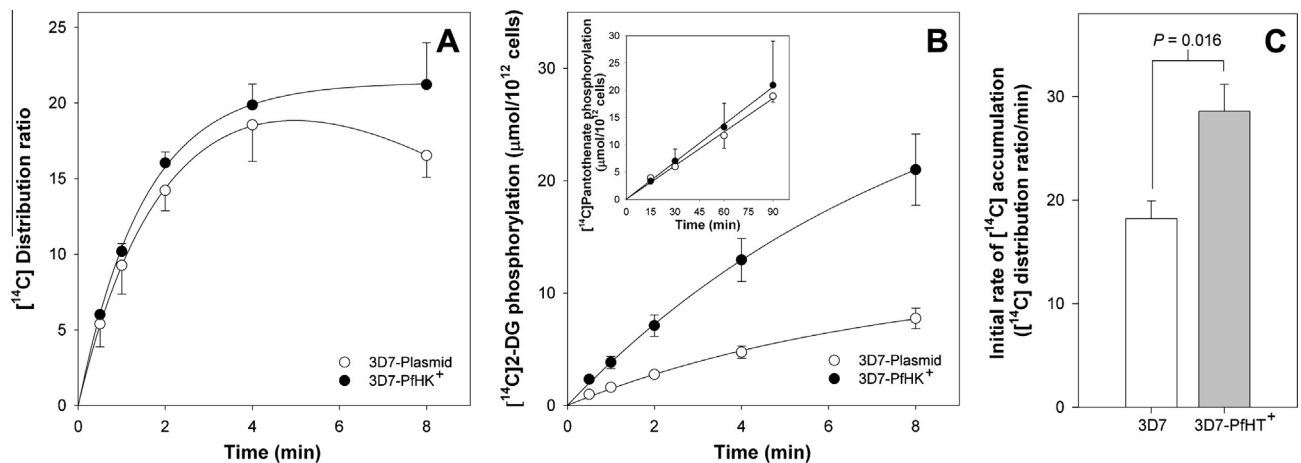 A
[¹⁴C] Distribution ratio
25
20
15
10
5
0
0 2 4 6 8
Time (min)
3D7-Plasmid
3D7-PfHK⁺
B
[¹⁴C]2-DG phosphorylation (µmol/10¹² cells)
30
20
10
0
0 2 4 6 8
Time (min)
3D7-Plasmid
3D7-PfHK⁺
[¹⁴C]Pantothenate phosphorylation
(µmol/10¹² cells)
30
25
20
15
10
5
0
0 15 30 45 60 75 90
Time (min)
C
Initial rate of [¹⁴C] accumulation
([¹⁴C] distribution ratio/min)
30
20
10
0
P = 0.016
3D7 3D7-PfHT⁺